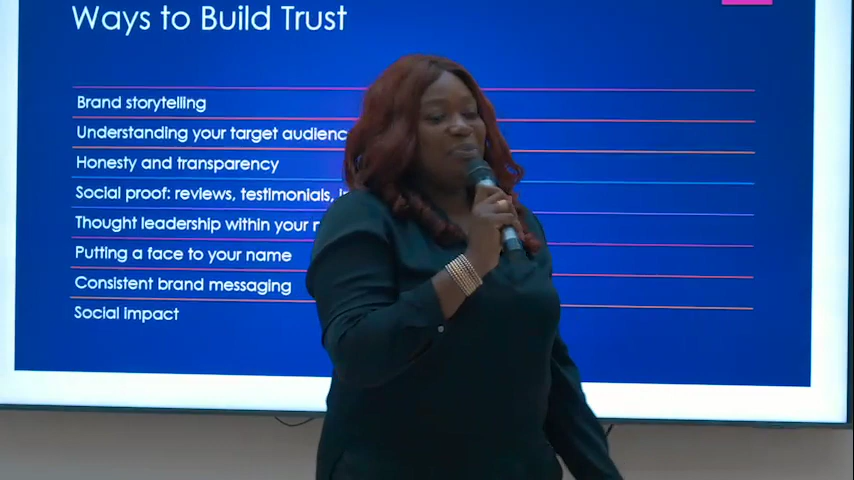 Ways to Build Trust
Brand storytelling
Understanding your target audienc
Honesty and transparency
Social proof: reviews, testimonials,
Thought leadership within your
Putting a face to your name
Consistent brand messaging
Social impact